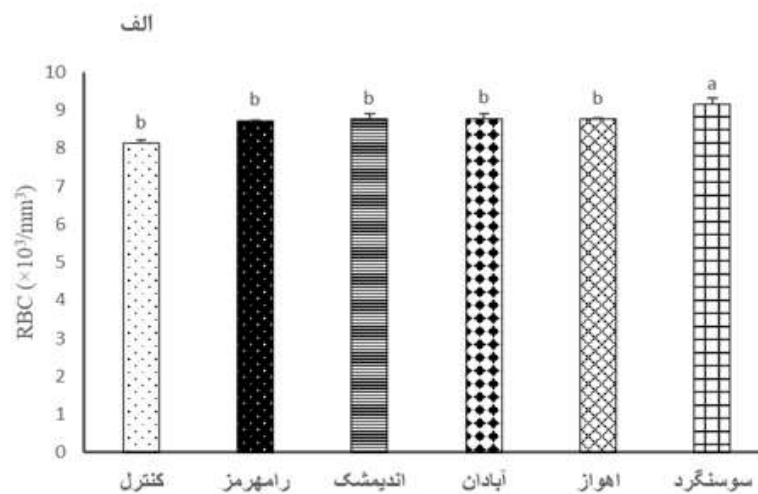 الف
RBC (×10³/mm³)
10
9
8
7
6
5
4
3
2
1
0
b
b
b
b
b
a
کنترل
رامهرمز
اندیمشک
آبادان
اهواز
سوسنگرد